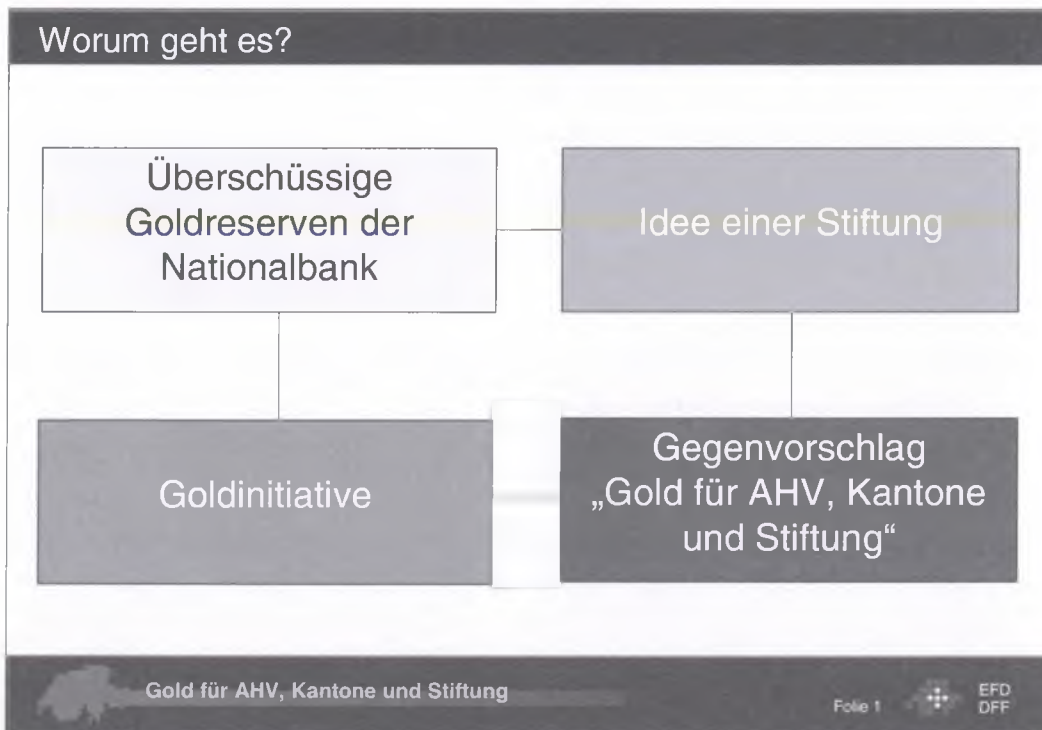 Worum geht es?
Überschüssige
Goldreserven der
Nationalbank
Idee einer Stiftung
Goldinitiative
Gegenvorschlag
„Gold für AHV, Kantone
und Stiftung“
Gold für AHV, Kantone und Stiftung
Folie 1
EFD
DFF